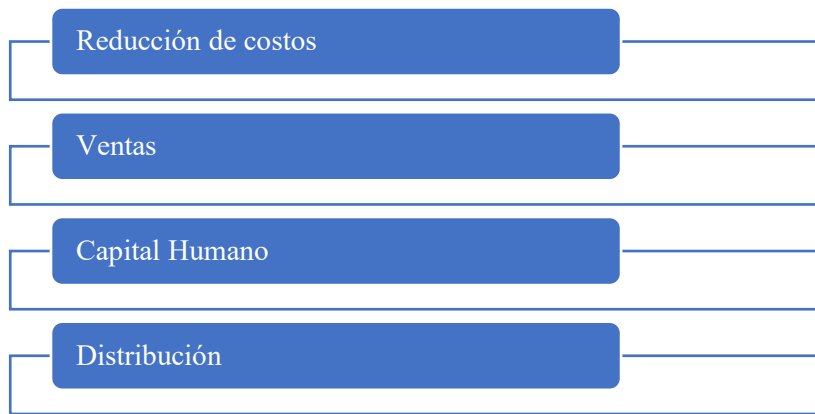 Reducción de costos
Ventas
Capital Humano
Distribución